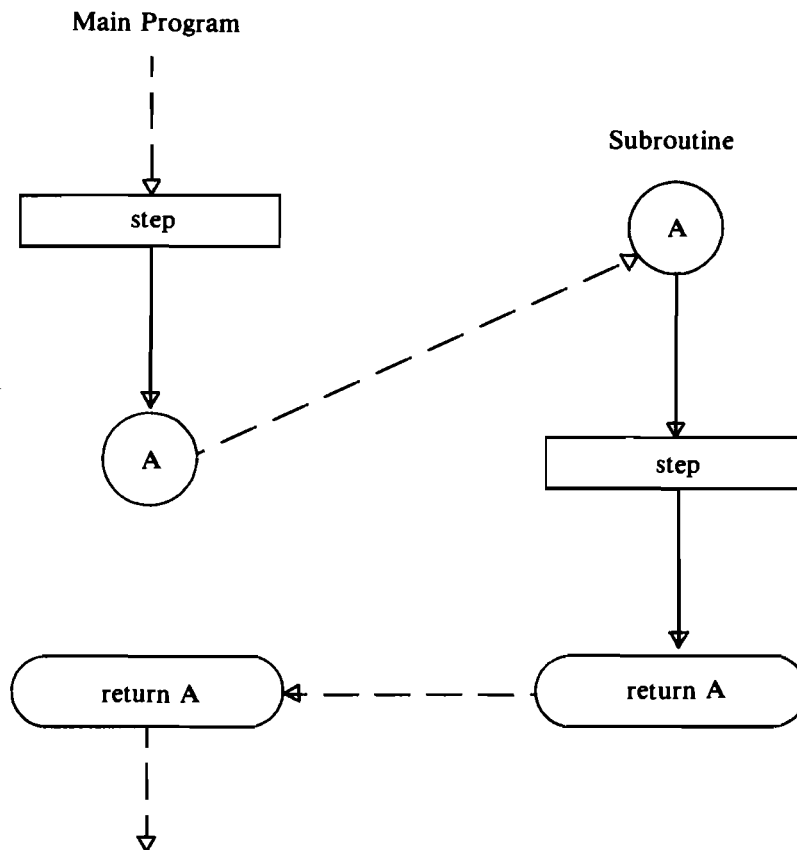 Main Program
Subroutine
step
A
A
step
return A
return A